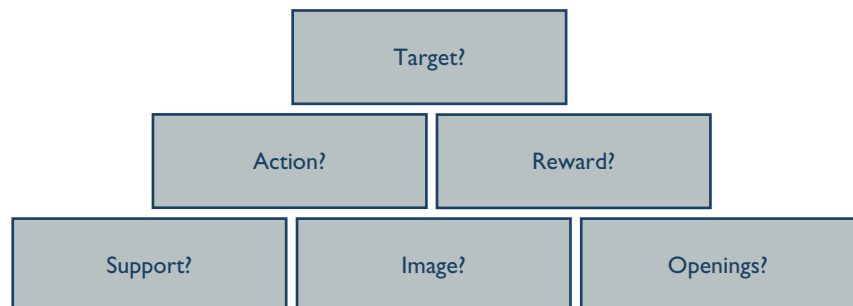 Target?
Action?
Reward?
Support?
Image?
Openings?